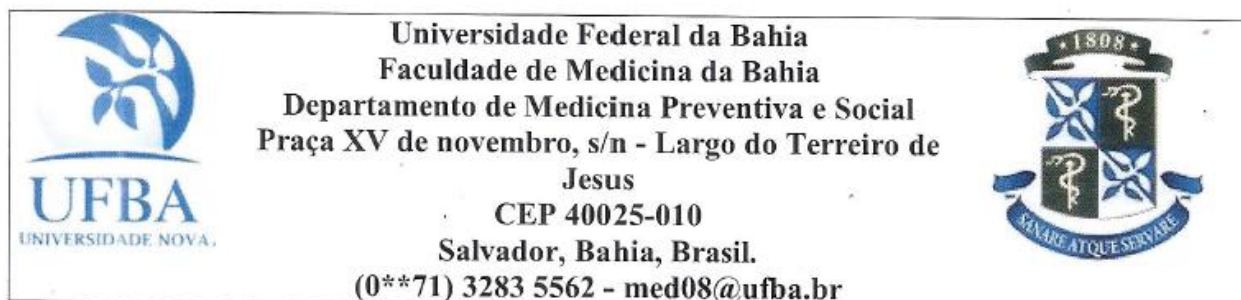 UFBA
UNIVERSIDADE NOVA.
Universidade Federal da Bahia
Faculdade de Medicina da Bahia
Departamento de Medicina Preventiva e Social
Praça XV de novembro, s/n - Largo do Terreiro de
Jesus
CEP 40025-010
Salvador, Bahia, Brasil.
(0**71) 3283 5562 - med08@ufba.br
1808
SANARE ATQUE SERVARE